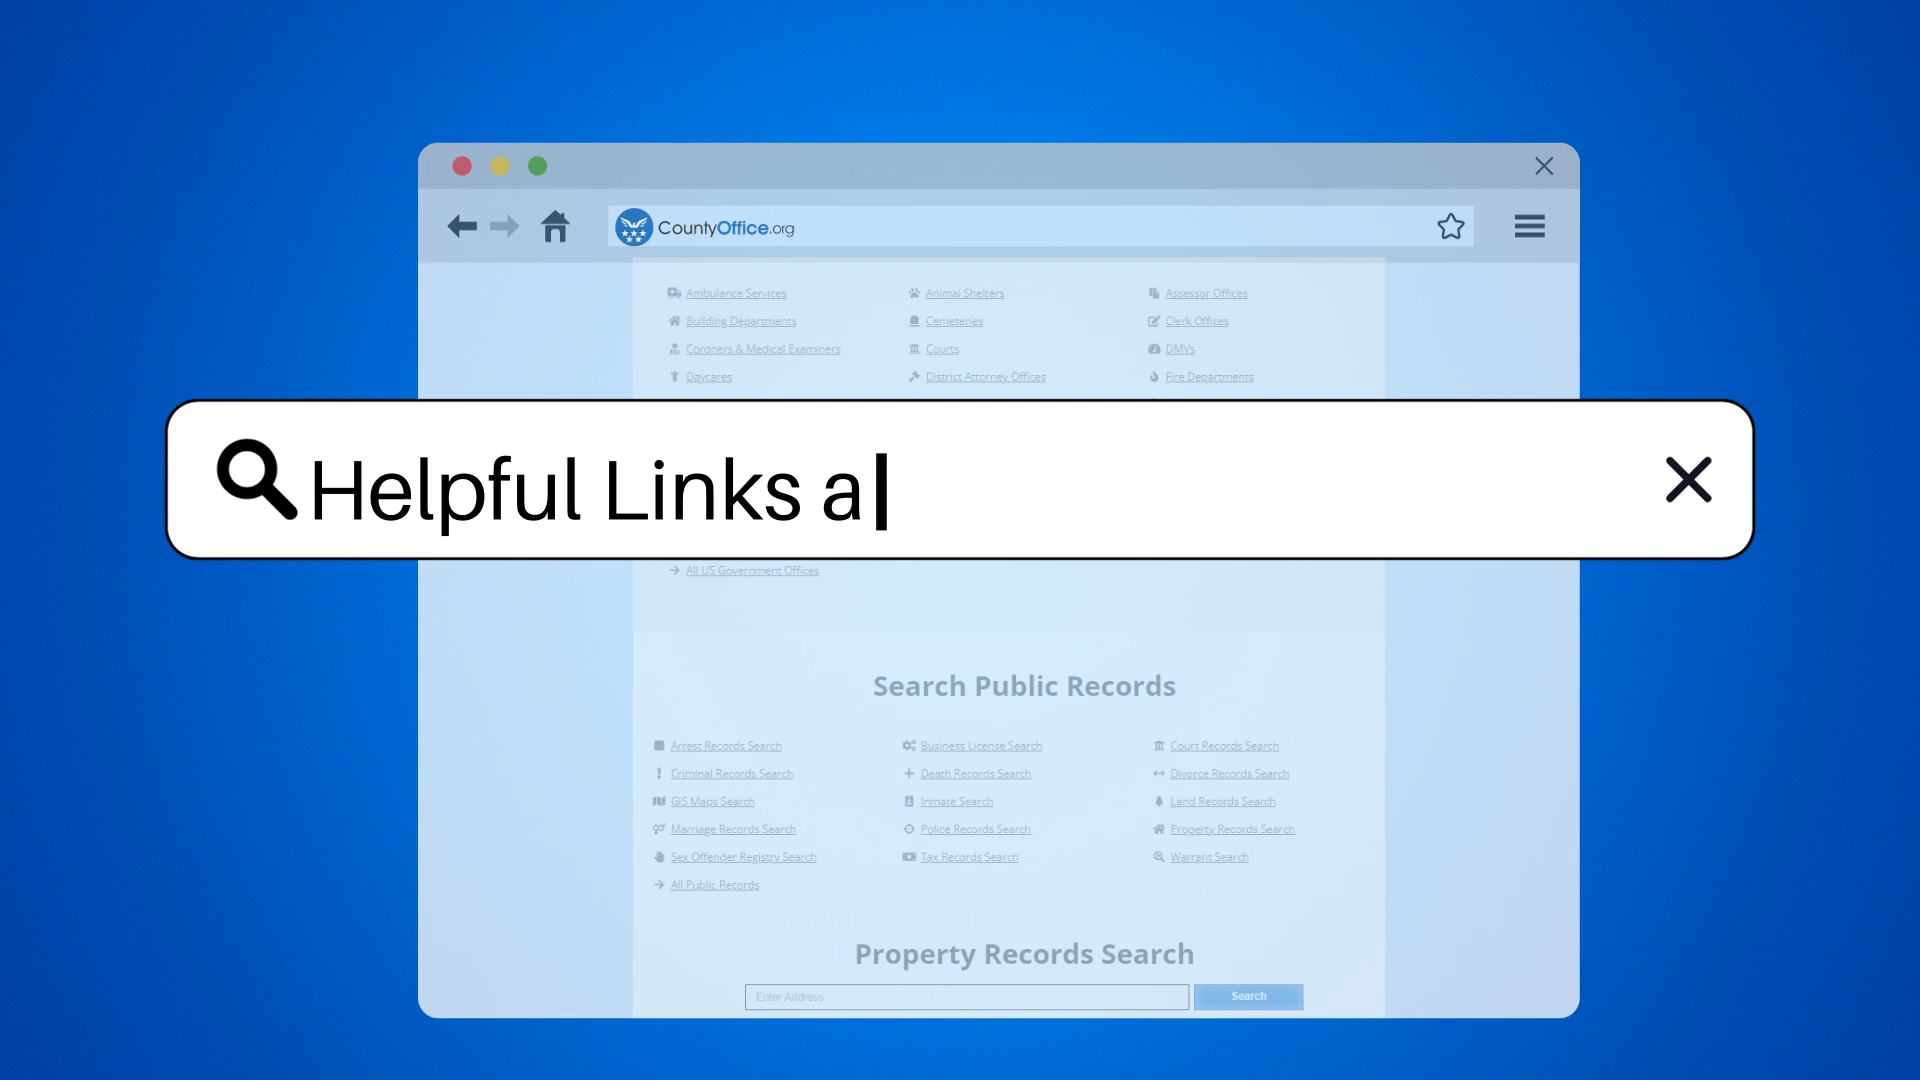 CountyOffice.org
Ambulance Services Animal Shelters Assessor Offices
Building Departments Cemeteries Clerk Offices
Coroners & Medical Examiners Courts DMVs
Daycares District Attorney Offices Fire Departments
Helpful Links a
All US Government Offices
Search Public Records
Arrest Records Search Business License Search Court Records Search
Criminal Records Search Death Records Search Divorce Records Search
GIS Maps Search Inmate Search Land Records Search
Marriage Records Search Police Records Search Property Records Search
Sex Offender Registry Search Tax Records Search Warrant Search
All Public Records
Property Records Search
Enter Address Search